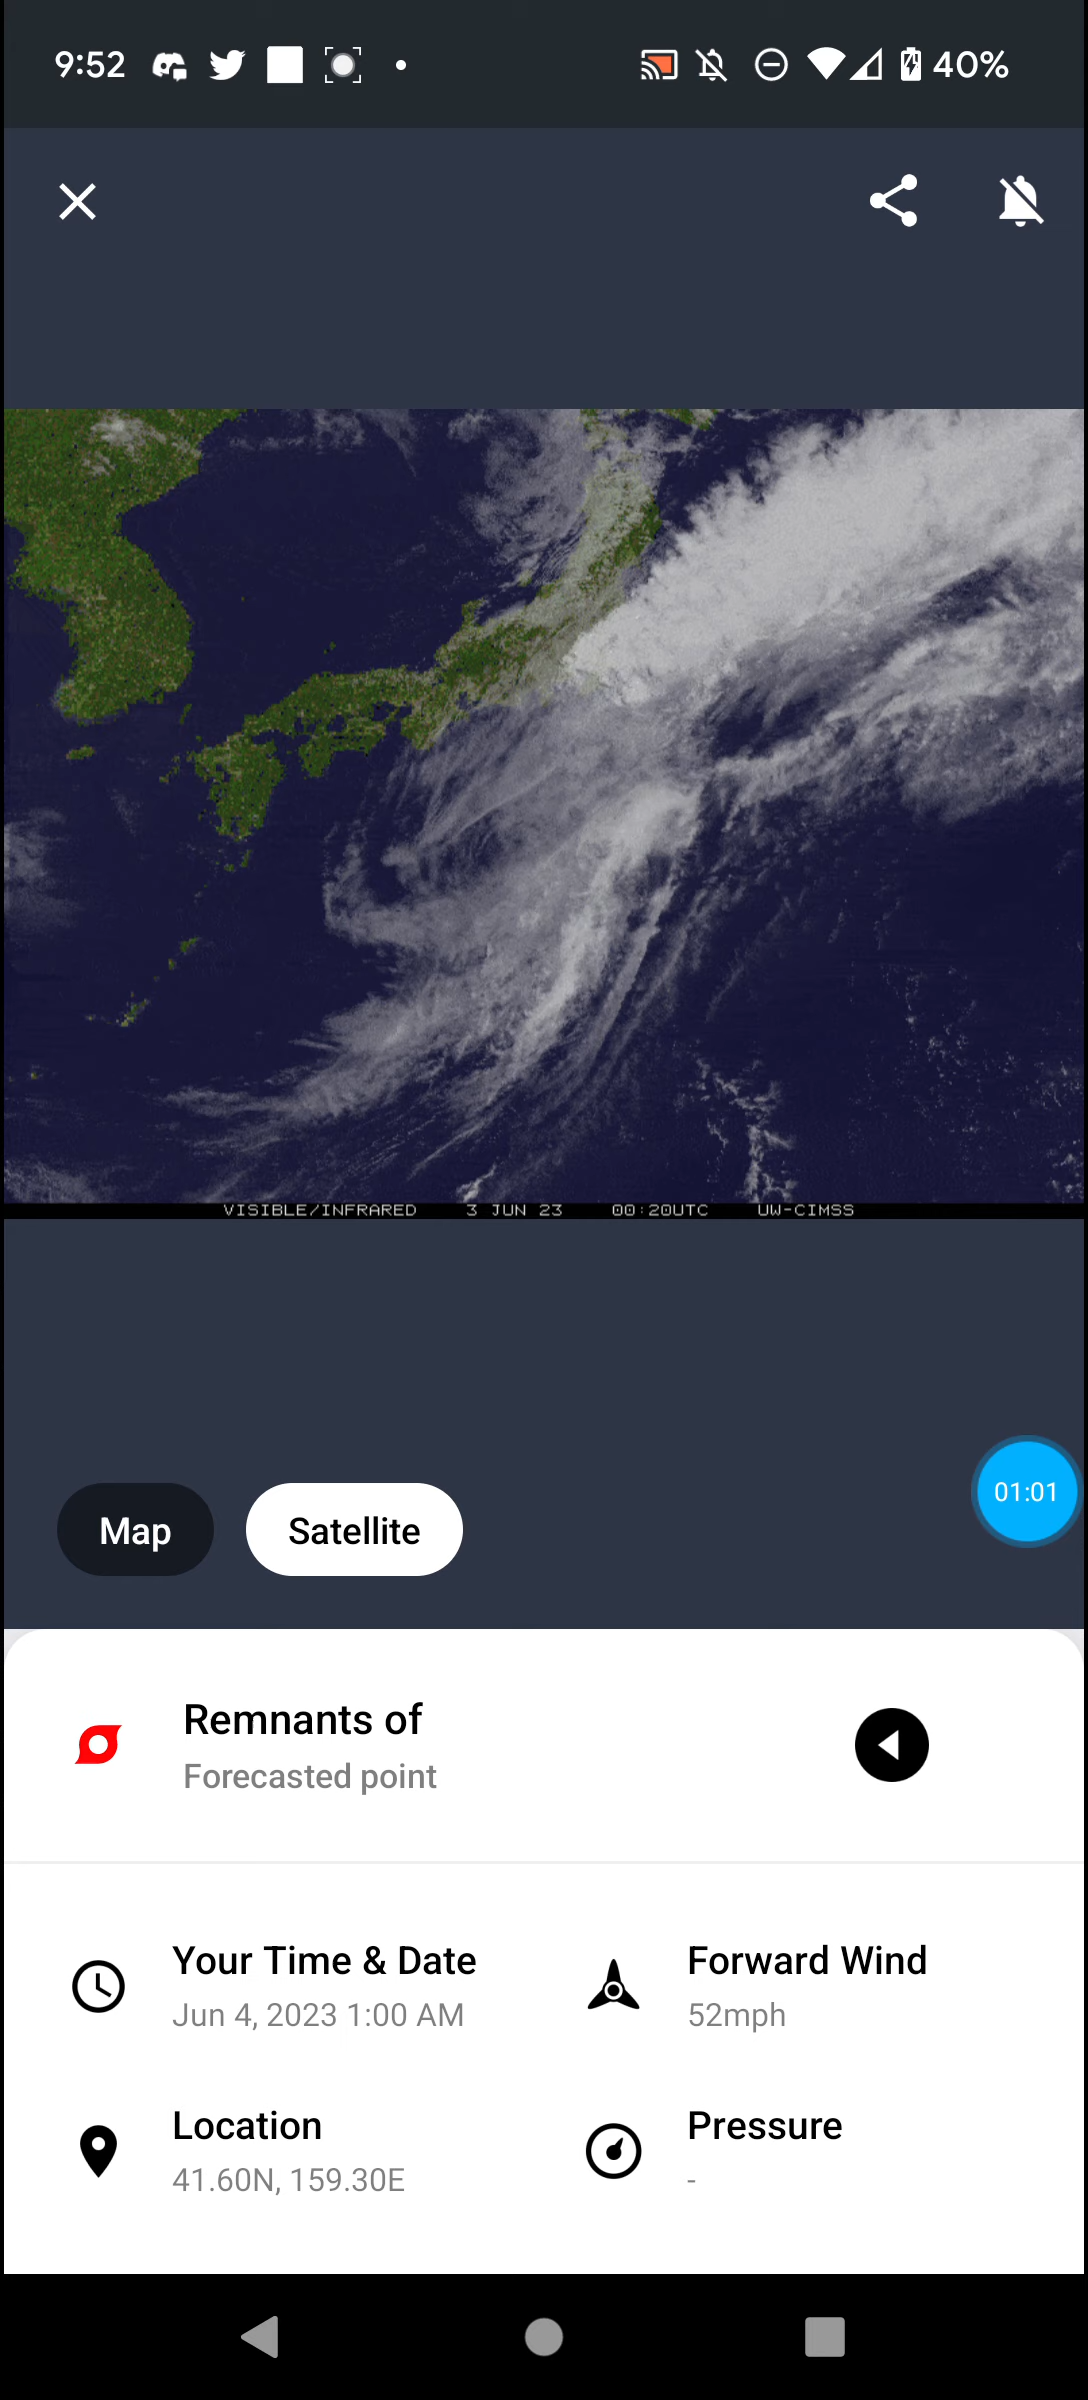 9:52
40%
VISIBLE/INFRARED 3 JUN 23 00:20UTC UW-CIMSS
01:01
Map Satellite
Remnants of
Forecasted point
Your Time & Date
Jun 4, 2023 1:00 AM
Forward Wind
52mph
Location
41.60N, 159.30E
Pressure
-